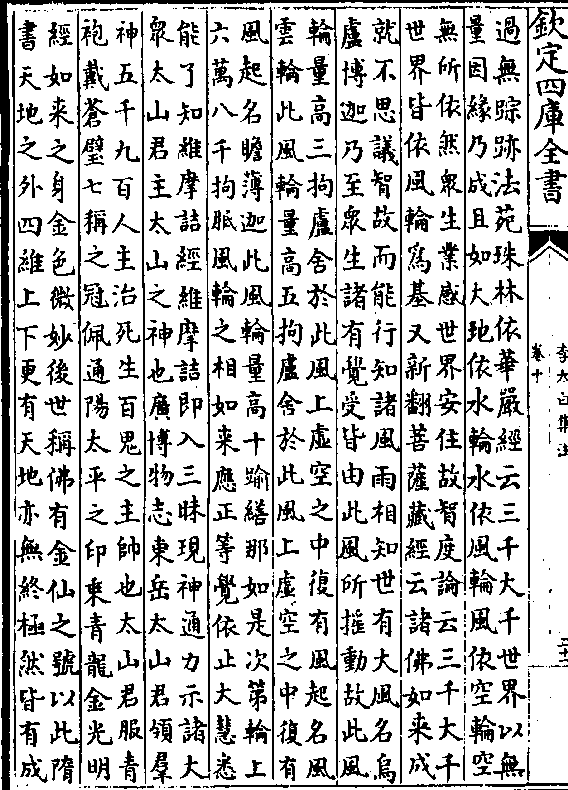 欽定四庫全書
李太白集注
卷十
過無踪跡法苑珠林依華嚴經云三千大千世界以無
量因緣乃成且如大地依水輪水依風輪風依空輪空
無所依然衆生業感世界安住故智度論云三千大千
世界皆依風輪爲基又新翻菩薩藏經云諸佛如来成
就不思議智故而能行知諸風雨相知世有大風名烏
盧博迦乃至衆生諸有覺受皆由此風所摇動故此風
輪量高三拘盧舍於此風上虛空之中復有風起名風
雲輪此風輪量高五拘盧舍於此風上虛空之中復有
風起名瞻薄迦此風輪量高十踰繕那如是次第輪上
六萬八千拘胝風輪之相如来應正等覺依止大慧悉
能了知維摩詰經維摩詰即入三昧現神通力示諸大
衆太山君主太山之神也廣博物志東岳太山君領羣
神五千九百人主治死生百鬼之主帥也太山君服青
袍戴蒼璧七稱之冠佩通陽太平之印乘青龍金光明
經如来之身金色微妙後世稱佛有金仙之號以此隋
書天地之外四維上下更有天地亦無終極然皆有成